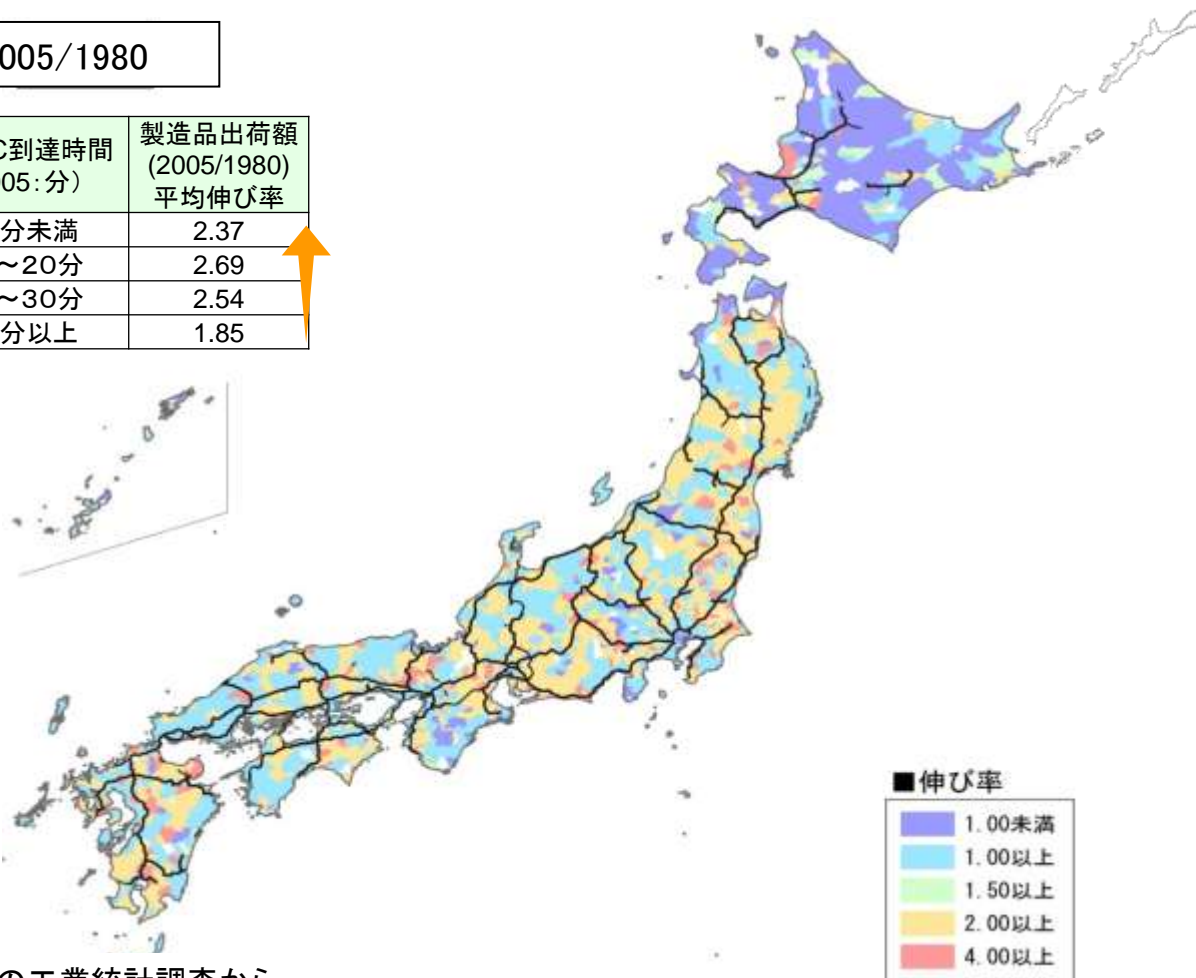 005/1980
C到達時間
005:分）
製造品出荷額
(2005/1980)
平均伸び率
分未満
2.37
～20分
2.69
～30分
2.54
分以上
1.85
■伸び率
1.00未満
1.00以上
1.50以上
2.00以上
4.00以上
の工業統計調査から